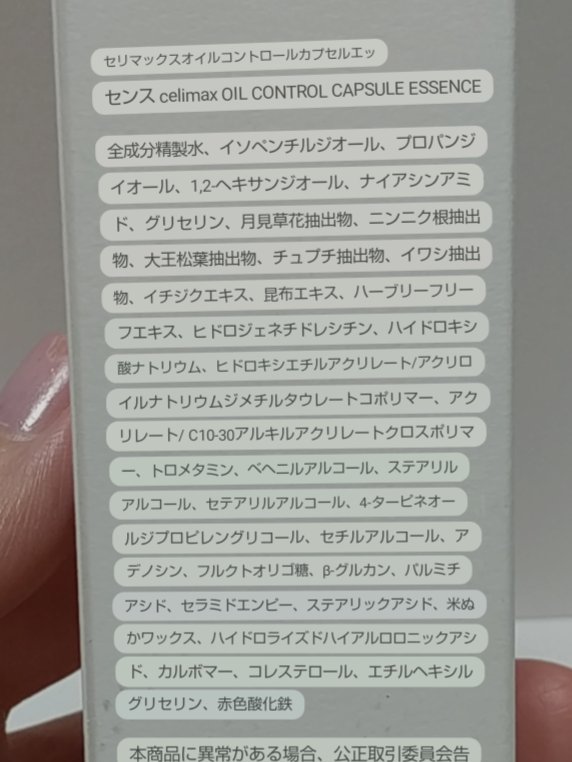 セリマックスオイルコントロールカプセルエッ
センス celimax OIL CONTROL CAPSULE ESSENCE
全成分精製水、イソペンチルジオール、プロパンジ
イオール、1,2-ヘキサンジオール、ナイアシンアミ
ド、グリセリン、月見草花抽出物、ニンニク根抽出
物、大王松葉抽出物、チュプチ抽出物、イワシ抽出
物、イチジクエキス、昆布エキス、ハーブリーフリー
フエキス、ヒドロジェネチドレシチン、ハイドロキシ
酸ナトリウム、ヒドロキシエチルアクリレート/アクリロ
イルナトリウムジメチルタウレートコポリマー、アク
リレート/ C10-30アルキルアクリレートクロスポリマ
ー、トロメタミン、ベヘニルアルコール、ステアリル
アルコール、セテアリルアルコール、4-タービネオー
ルジプロピレングリコール、セチルアルコール、ア
デノシン、フルクトオリゴ糖、β-グルカン、パルミチ
アシド、セラミドエンピー、ステアリックアシド、米ぬ
かワックス、ハイドロライズドハイアルロロニックアシ
ド、カルボマー、コレステロール、エチルヘキシル
グリセリン、赤色酸化鉄
本商品に異常がある場合、公正取引委員会告